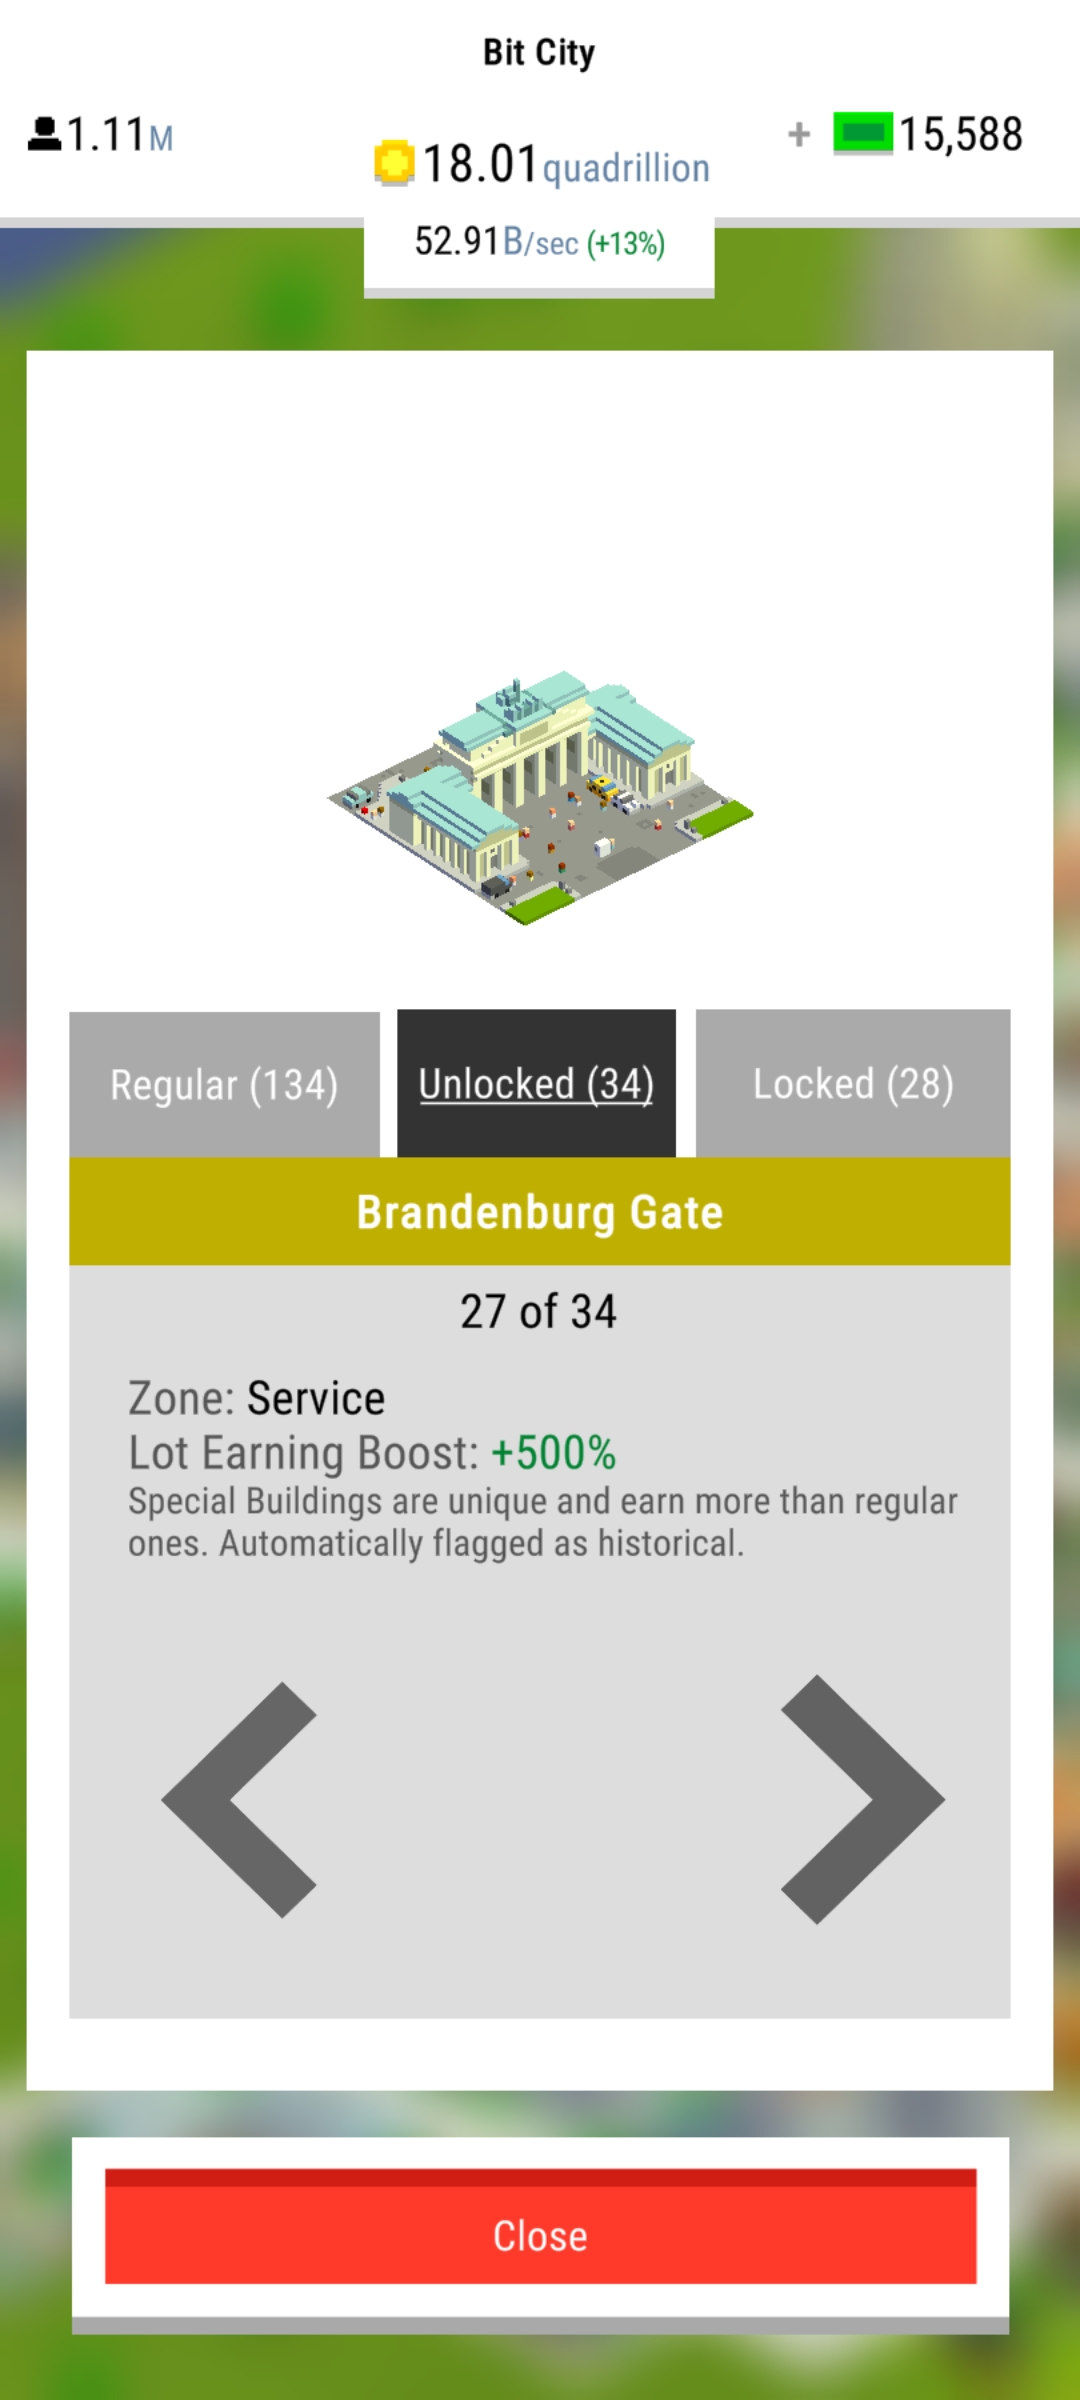 Bit City
1.11M
+ 15,588
18.01quadrillion
52.91B/sec (+13%)
Regular (134)
Unlocked (34)
Locked (28)
Brandenburg Gate
27 of 34
Zone: Service
Lot Earning Boost: +500%
Special Buildings are unique and earn more than regular
ones. Automatically flagged as historical.
Close